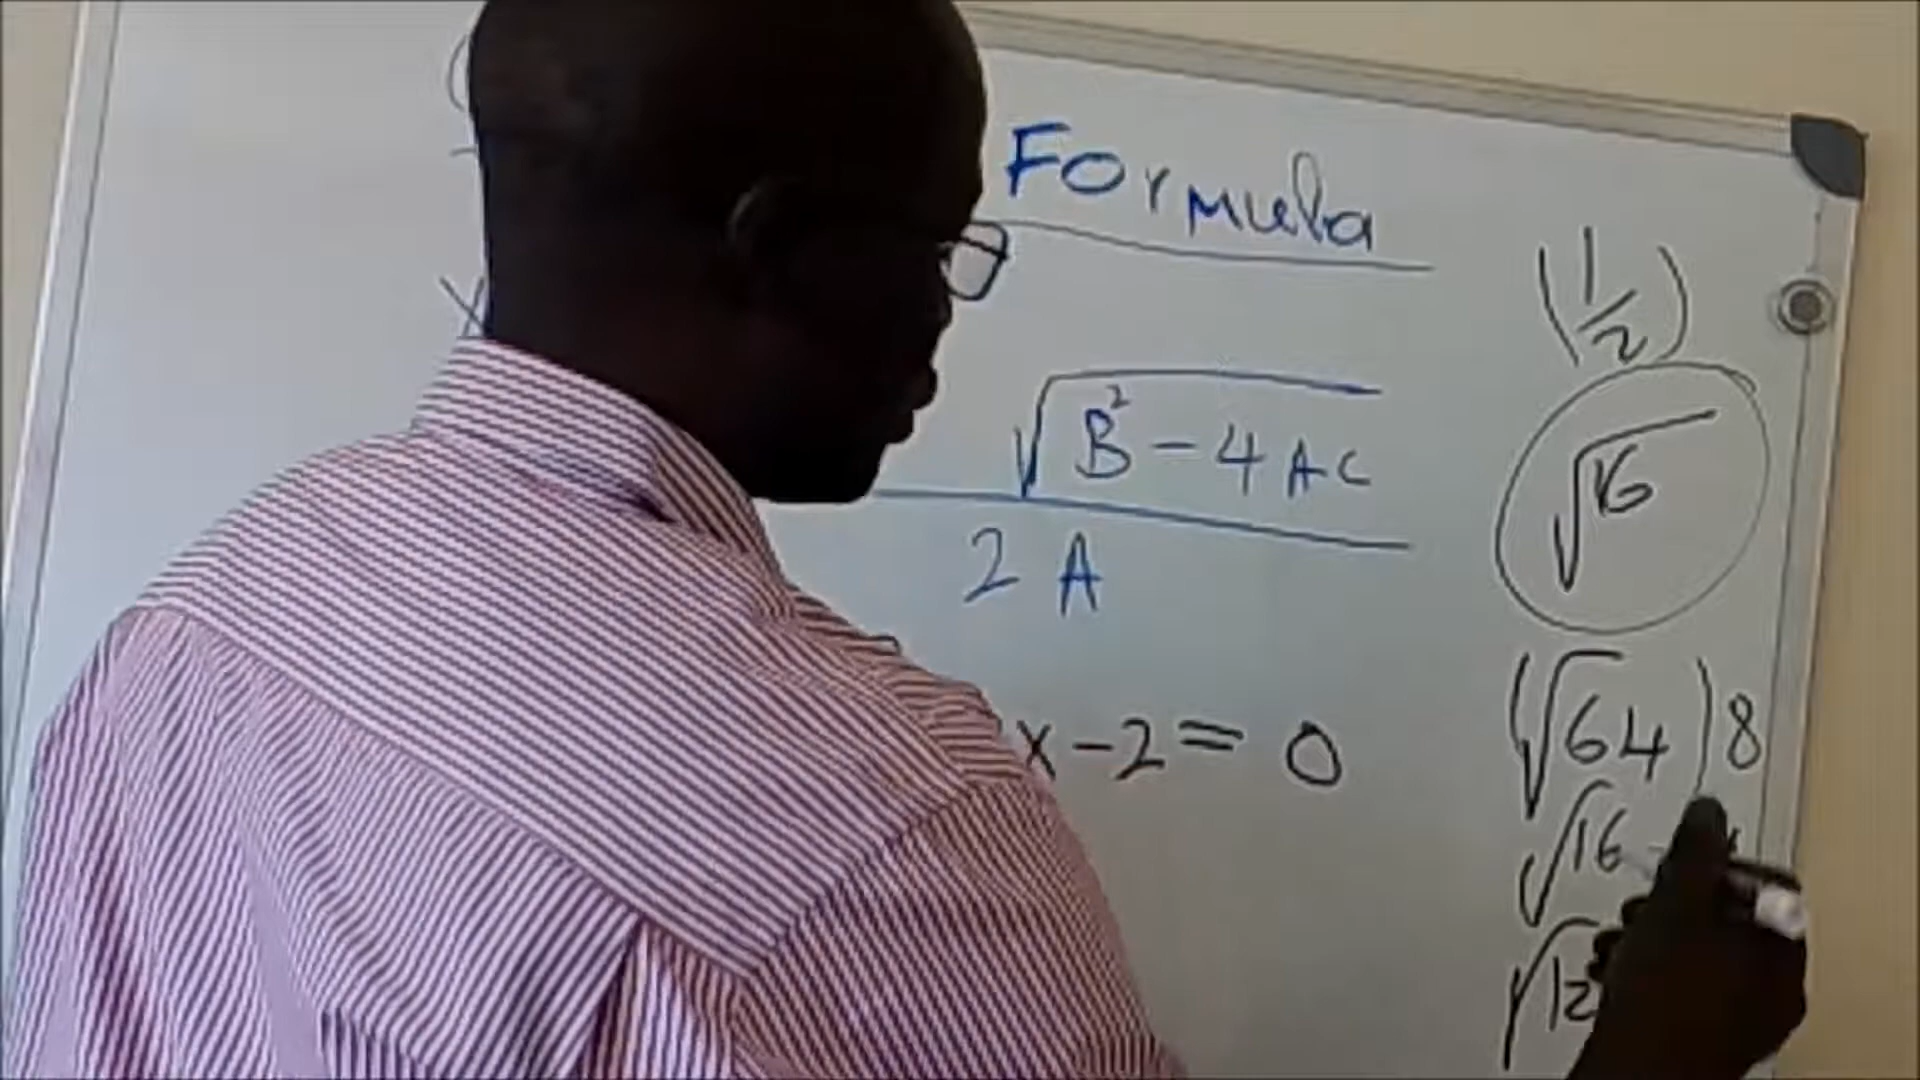 Formula
(1/2)
√B²-4AC
2A
√16
x-2=0
(√64)8
√16
√12